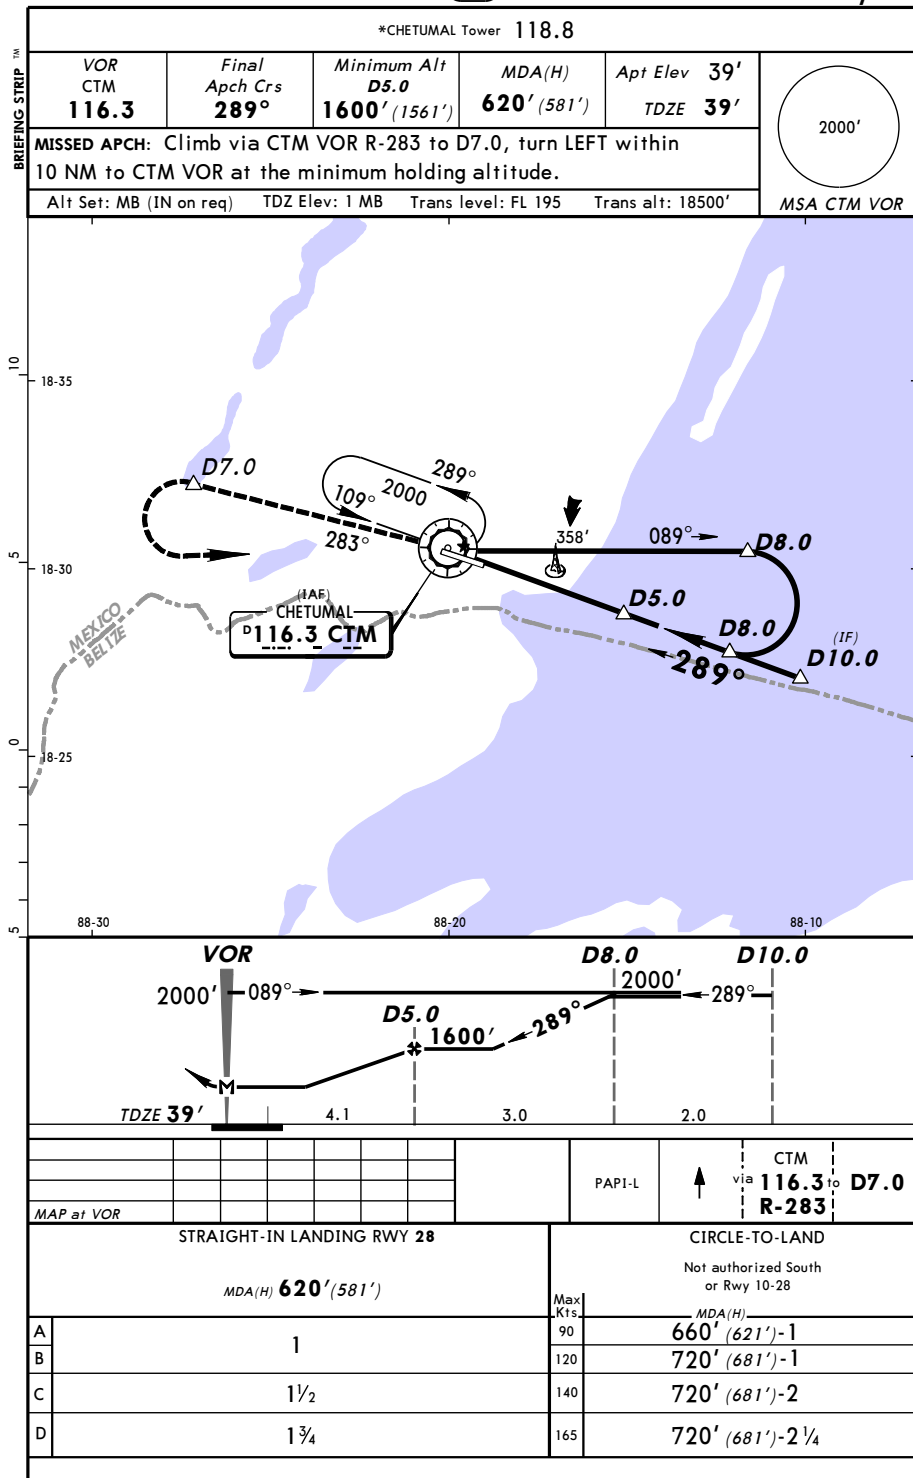 *CHETUMAL Tower 118.8
BRIEFING STRIP TM
VOR
CTM
116.3
Final
Apch Crs
289°
Minimum Alt
D5.0
1600' (1561')
MDA(H)
620' (581')
Apt Elev 39'
TDZE 39'
MISSED APCH: Climb via CTM VOR R-283 to D7.0, turn LEFT within
10 NM to CTM VOR at the minimum holding altitude.
Alt Set: MB (IN on req) TDZ Elev: 1 MB Trans level: FL 195 Trans alt: 18500'
2000'
MSA CTM VOR
10
18-35
D7.0
289°
2000
109°
283°
358'
089°
D8.0
5
18-30
(IAF)
CHETUMAL
D 116.3 CTM
D5.0
D8.0
(IF)
D10.0
289°
MEXICO
BELIZE
0
18-25
5
88-30
88-20
88-10
VOR
D8.0
D10.0
2000'
089°
2000'
289°
D5.0
1600'
289°
M
TDZE 39'
4.1
3.0
2.0
MAP at VOR
PAPI-L
via
CTM
116.3
R-283
to
D7.0
STRAIGHT-IN LANDING RWY 28
MDA(H) 620' (581')
CIRCLE-TO-LAND
Not authorized South
or Rwy 10-28
Max
Kts
MDA(H)
A
1
90
660' (621')-1
B
120
720' (681')-1
C
1½
140
720' (681')-2
D
1¾
165
720' (681')-2¼